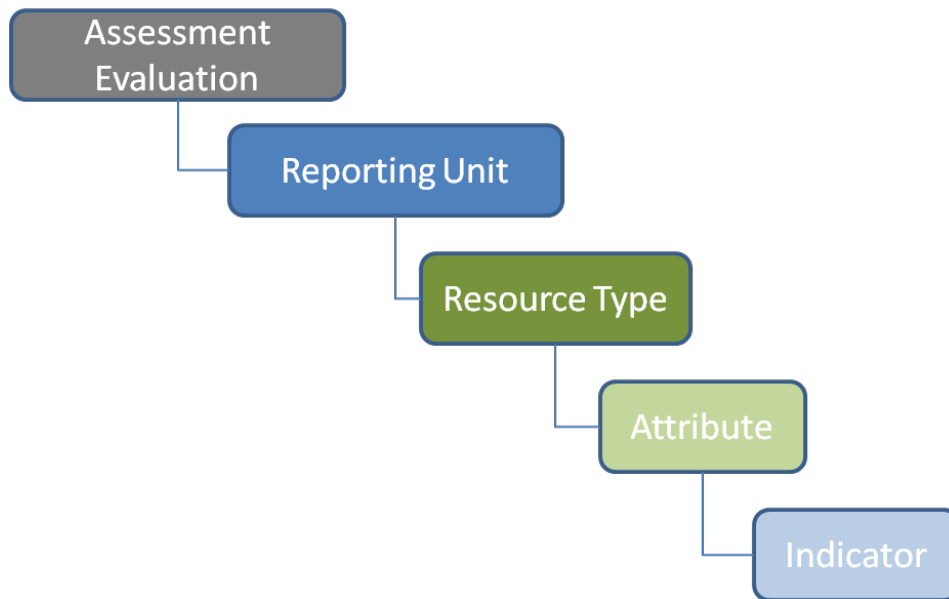 Assessment
Evaluation
Reporting Unit
Resource Type
Attribute
Indicator